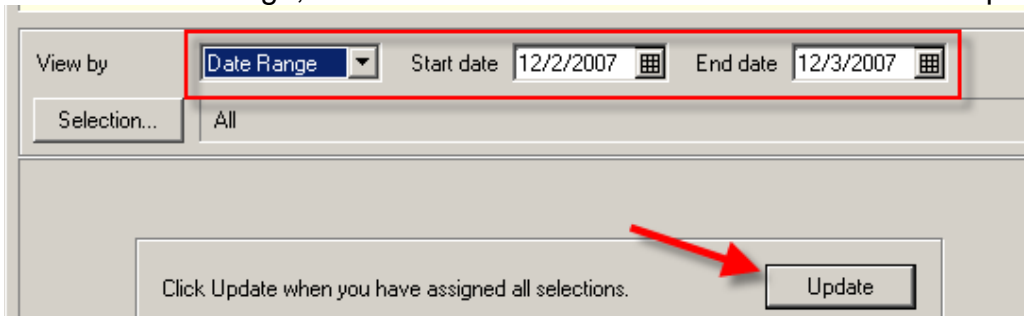 View by Date Range Start date 12/2/2007 End date 12/3/2007
Selection... All
Click Update when you have assigned all selections. Update